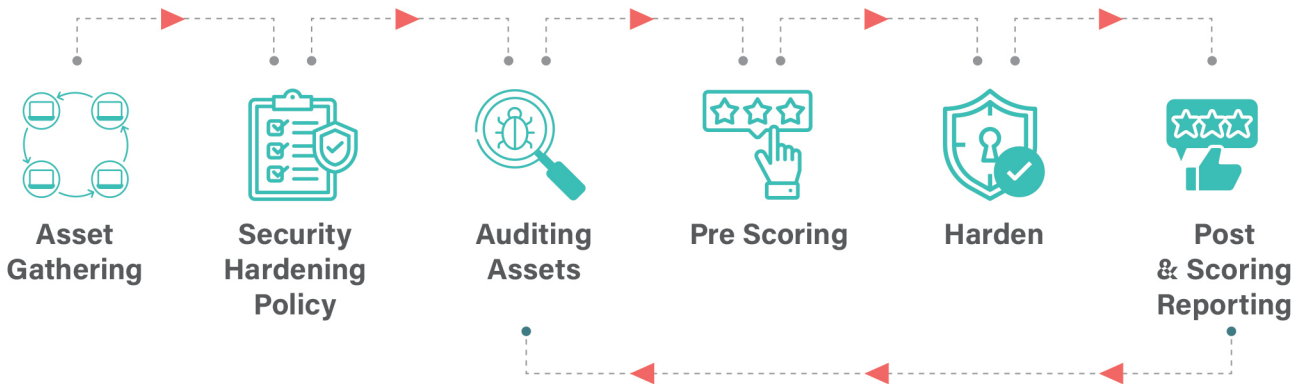 Asset
Gathering
Security
Hardening
Policy
Auditing
Assets
Pre Scoring
Harden
Post
& Scoring
Reporting